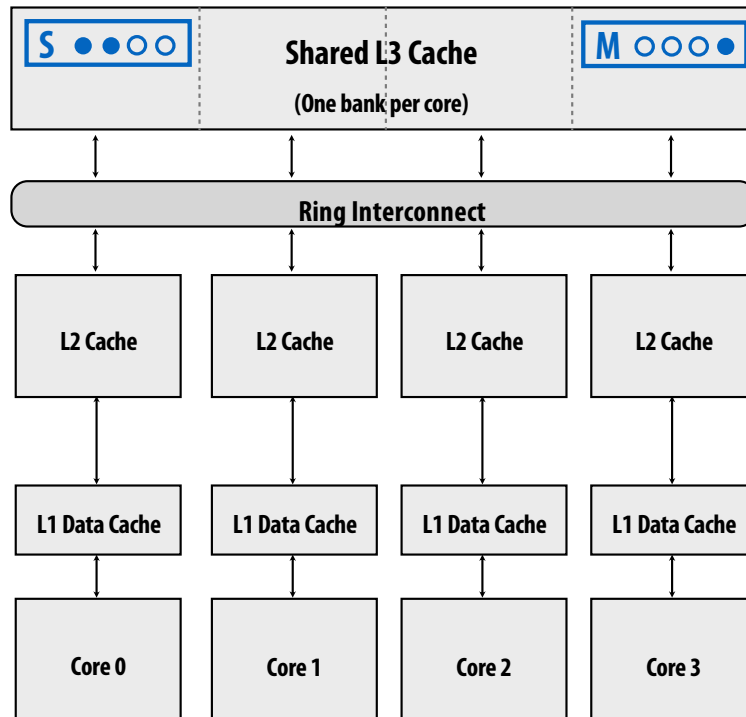 S
Shared L3 Cache
M
(One bank per core)
Ring Interconnect
L2 Cache
L2 Cache
L2 Cache
L2 Cache
L1 Data Cache
L1 Data Cache
L1 Data Cache
L1 Data Cache
Core 0
Core 1
Core 2
Core 3